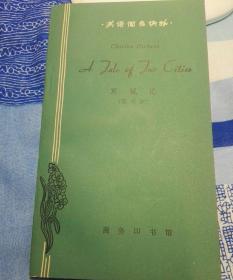 ·英语简易读物·
Charles Dickens
A Tale of Two Cities
双城记
(简写本)
商务印书馆